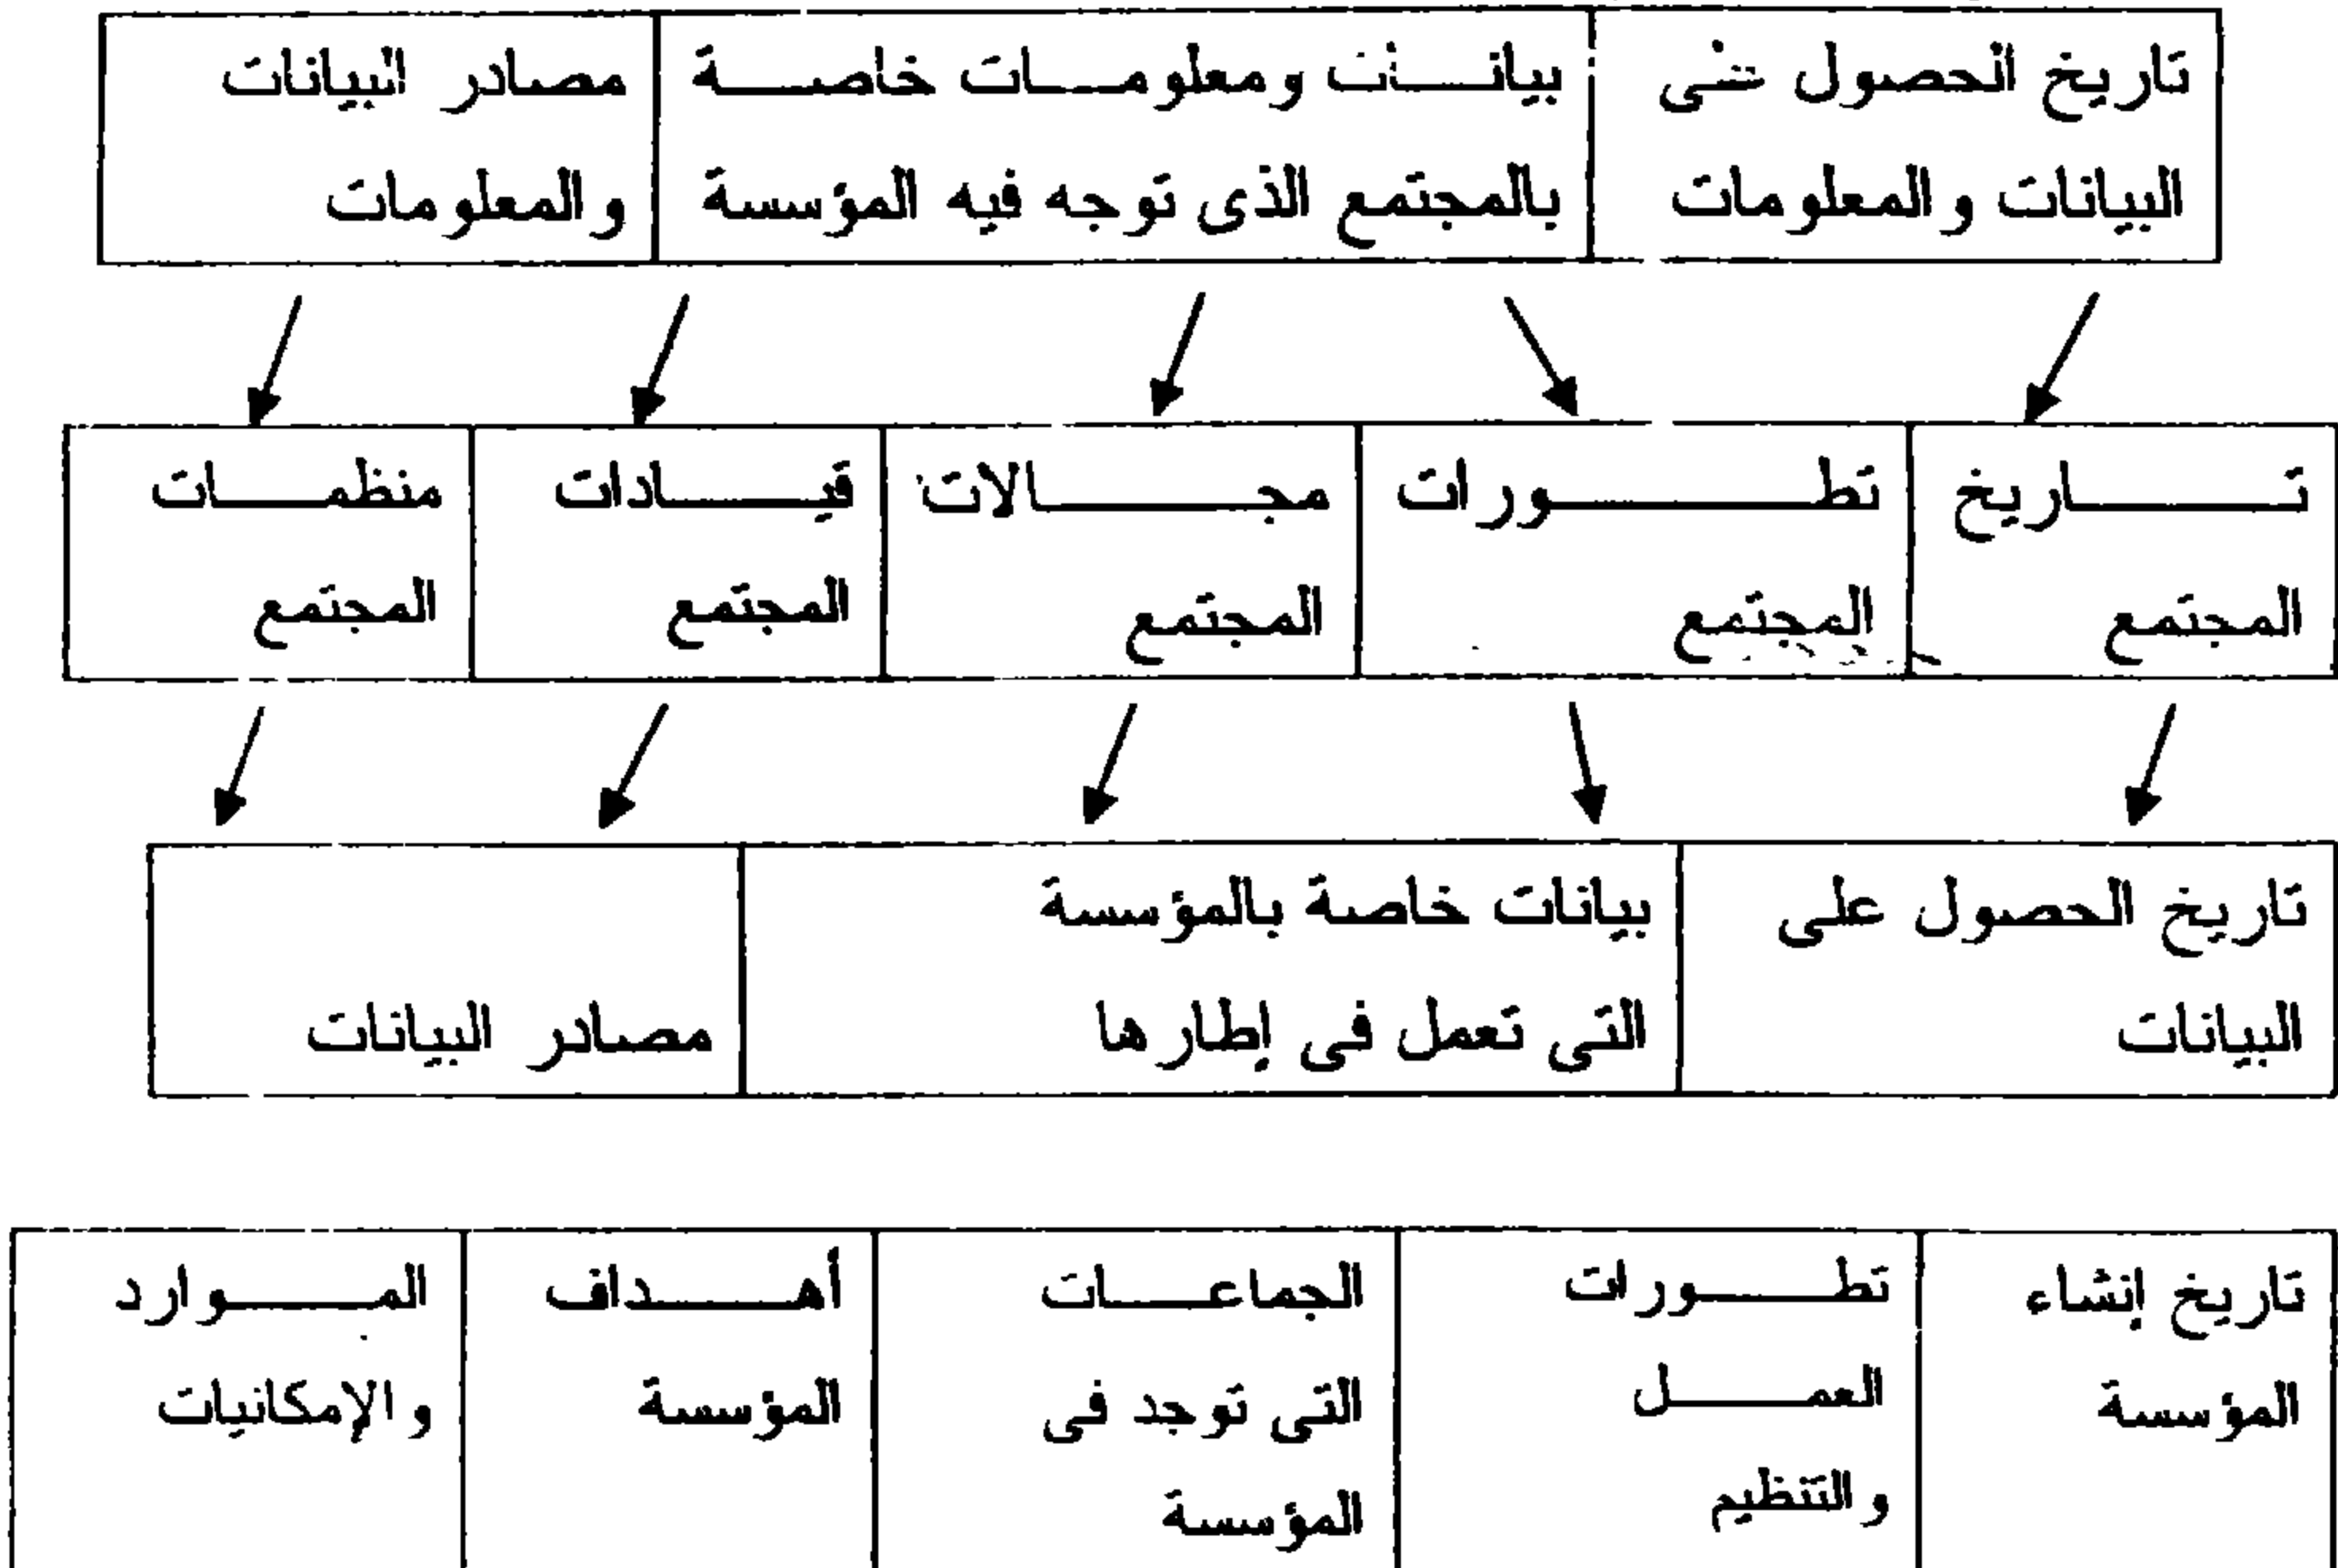 تاريخ الحصول على
البيانات والمعلومات
بيانات ومعلومات خاصة
بالمجتمع الذى توجه فيه المؤسسة
مصادر البيانات
والمعلومات
تاريخ
المجتمع
تطورات
المجتمع
مجالات
المجتمع
قيادات
المجتمع
منظمات
المجتمع
تاريخ الحصول على
البيانات
بيانات خاصة بالمؤسسة
التى تعمل فى إطارها
مصادر البيانات
تاريخ إنشاء
المؤسسة
تطورات
العمل
والتنظيم
الجماعات
التى توجد فى
المؤسسة
أهداف
المؤسسة
الموارد
والإمكانيات